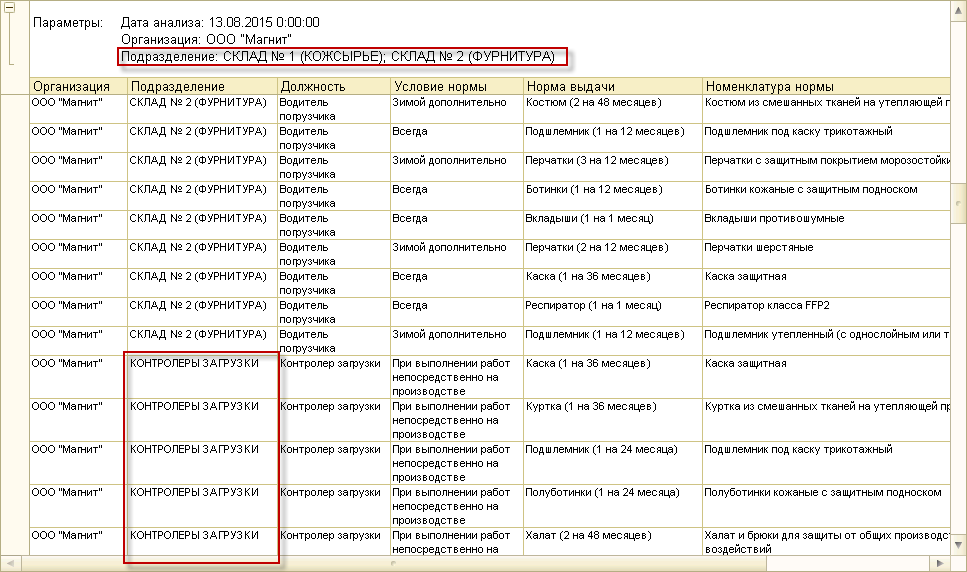 Параметры: Дата анализа: 13.08.2015 0:00:00
Организация: ООО "Магнит"
Подразделение: СКЛАД № 1 (КОЖСЫРЬЕ); СКЛАД № 2 (ФУРНИТУРА)
Организация Подразделение Должность Условие нормы Норма выдачи Номенклатура нормы
ООО "Магнит" СКЛАД № 2 (ФУРНИТУРА) Водитель Зимой дополнительно Костюм (2 на 48 месяцев) Костюм из смешанных тканей на утепляющей п
погрузчика
ООО "Магнит" СКЛАД № 2 (ФУРНИТУРА) Водитель Всегда Подшлемник (1 на 12 месяцев) Подшлемник под каску трикотажный
погрузчика
ООО "Магнит" СКЛАД № 2 (ФУРНИТУРА) Водитель Зимой дополнительно Перчатки (3 на 12 месяцев) Перчатки с защитным покрытием морозостойки
погрузчика
ООО "Магнит" СКЛАД № 2 (ФУРНИТУРА) Водитель Всегда Ботинки (1 на 12 месяцев) Ботинки кожаные с защитным подноском
погрузчика
ООО "Магнит" СКЛАД № 2 (ФУРНИТУРА) Водитель Всегда Вкладыши (1 на 1 месяц) Вкладыши противошумные
погрузчика
ООО "Магнит" СКЛАД № 2 (ФУРНИТУРА) Водитель Зимой дополнительно Перчатки (2 на 12 месяцев) Перчатки шерстяные
погрузчика
ООО "Магнит" СКЛАД № 2 (ФУРНИТУРА) Водитель Всегда Каска (1 на 36 месяцев) Каска защитная
погрузчика
ООО "Магнит" СКЛАД № 2 (ФУРНИТУРА) Водитель Всегда Респиратор (1 на 1 месяц) Респиратор класса FFP2
погрузчика
ООО "Магнит" СКЛАД № 2 (ФУРНИТУРА) Водитель Зимой дополнительно Подшлемник (1 на 12 месяцев) Подшлемник утепленный (с однослойным или т
погрузчика
ООО "Магнит" КОНТРОЛЕРЫ ЗАГРУЗКИ Контролер загрузки При выполнении работ Каска (1 на 36 месяцев) Каска защитная
непосредственно на
производстве
ООО "Магнит" КОНТРОЛЕРЫ ЗАГРУЗКИ Контролер загрузки При выполнении работ Куртка (1 на 36 месяцев) Куртка из смешанных тканей на утепляющей пр
непосредственно на
производстве
ООО "Магнит" КОНТРОЛЕРЫ ЗАГРУЗКИ Контролер загрузки При выполнении работ Подшлемник (1 на 24 месяца) Подшлемник под каску трикотажный
непосредственно на
производстве
ООО "Магнит" КОНТРОЛЕРЫ ЗАГРУЗКИ Контролер загрузки При выполнении работ Полуботинки (1 на 24 месяца) Полуботинки кожаные с защитным подноском
непосредственно на
производстве
ООО "Магнит" КОНТРОЛЕРЫ ЗАГРУЗКИ Контролер загрузки При выполнении работ Халат (2 на 48 месяцев) Халат и брюки для защиты от общих производс
непосредственно на воздействий